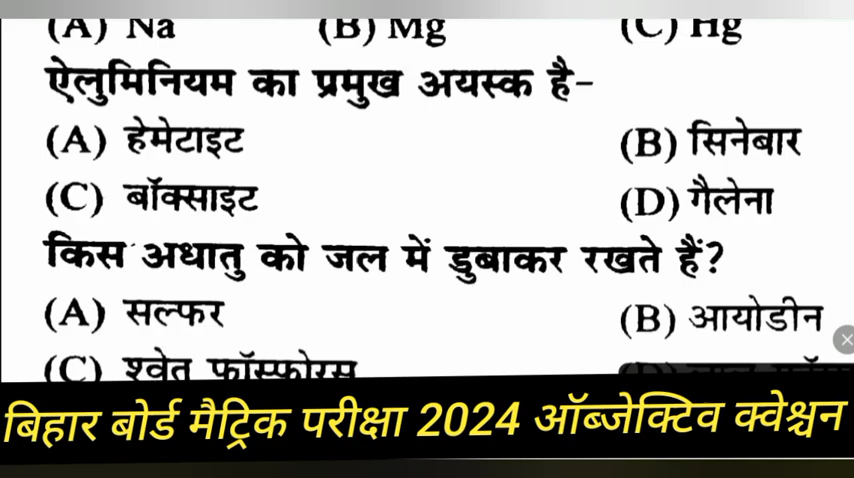 (A) Na (B) Mg (C) Hg
ऐलुमिनियम का प्रमुख अयस्क है-
(A) हेमेटाइट (B) सिनेबार
(C) बॉक्साइट (D) गैलेना
किस अधातु को जल में डुबाकर रखते हैं?
(A) सल्फर (B) आयोडीन
(C) श्वेत फॉस्फोरस
बिहार बोर्ड मैट्रिक परीक्षा 2024 ऑब्जेक्टिव क्वेश्चन